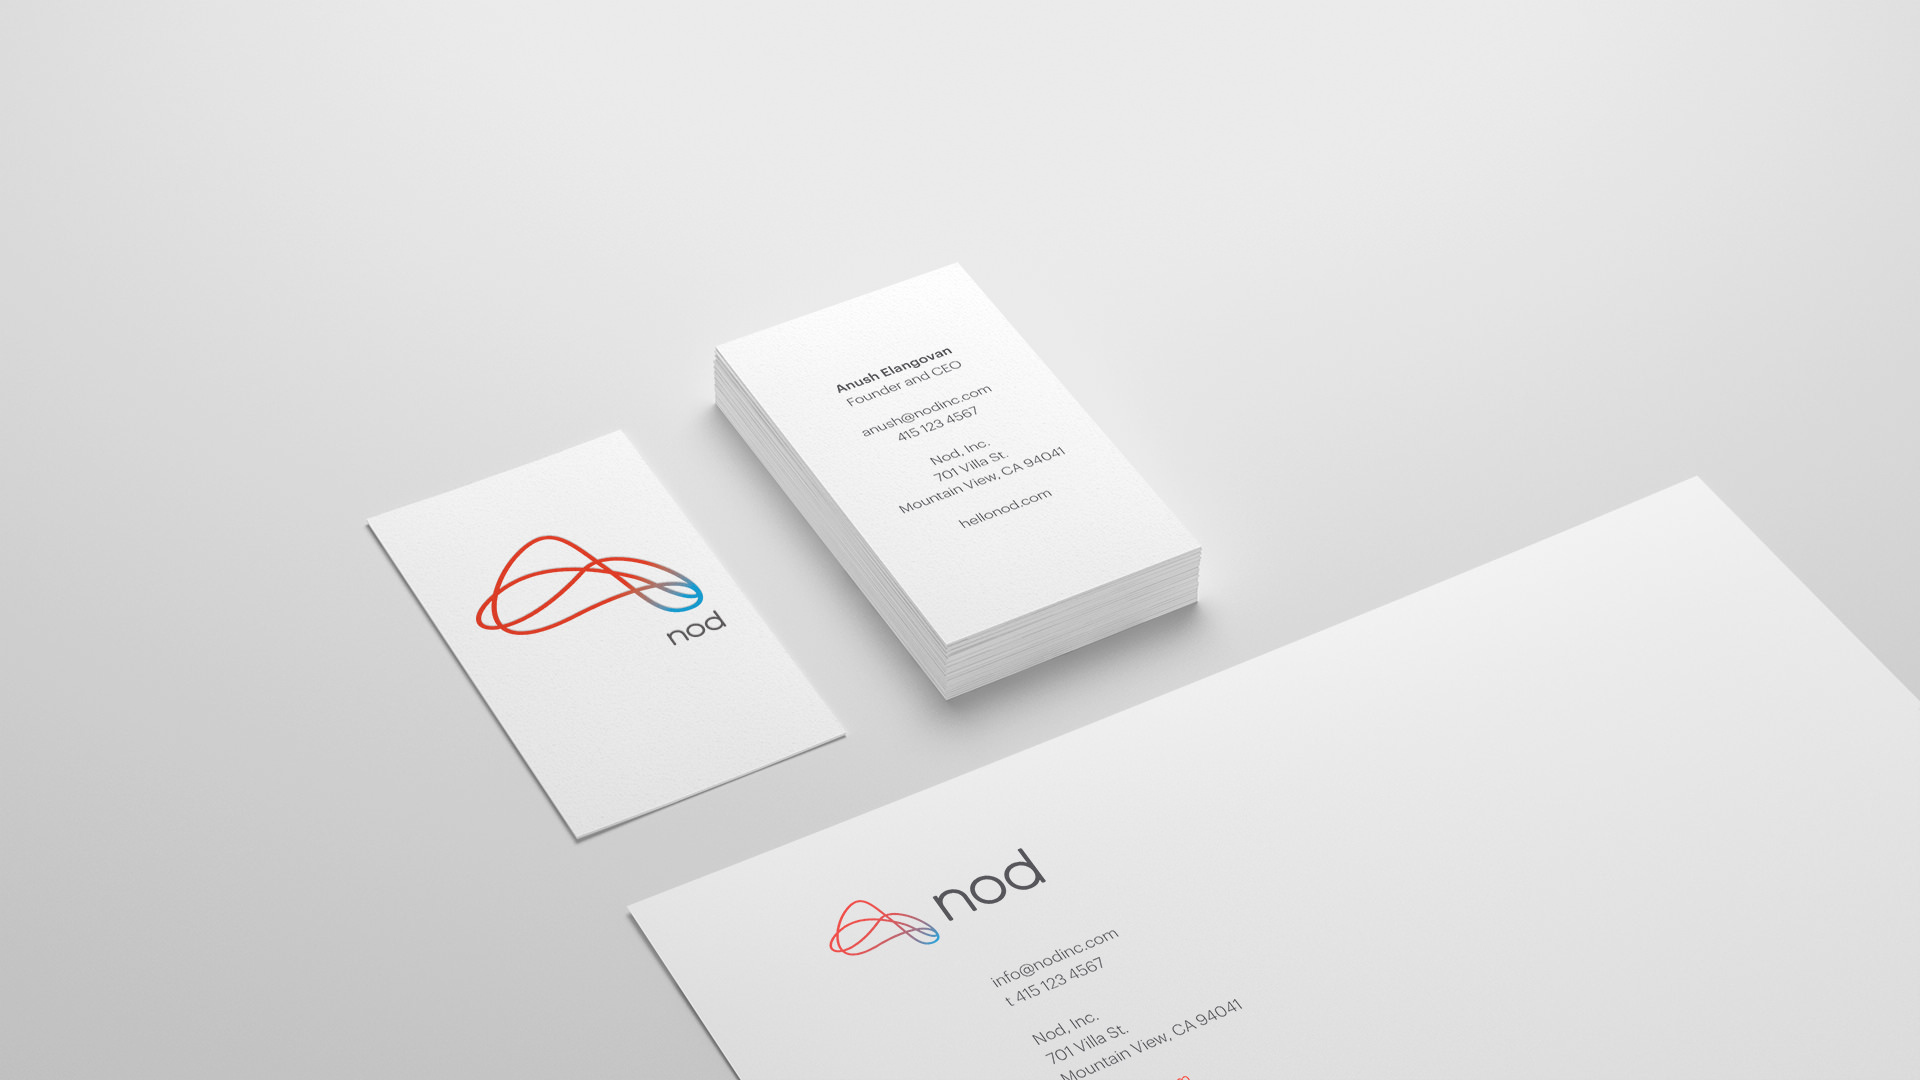 Anush Elangovan
Founder and CEO
anush@nodinc.com
415 123 4567
Nod, Inc.
701 Villa St.
Mountain View, CA 94041
hellonod.com
nod
nod
info@nodinc.com
t 415 123 4567
Nod, Inc.
701 Villa St.
Mountain View, CA 94041